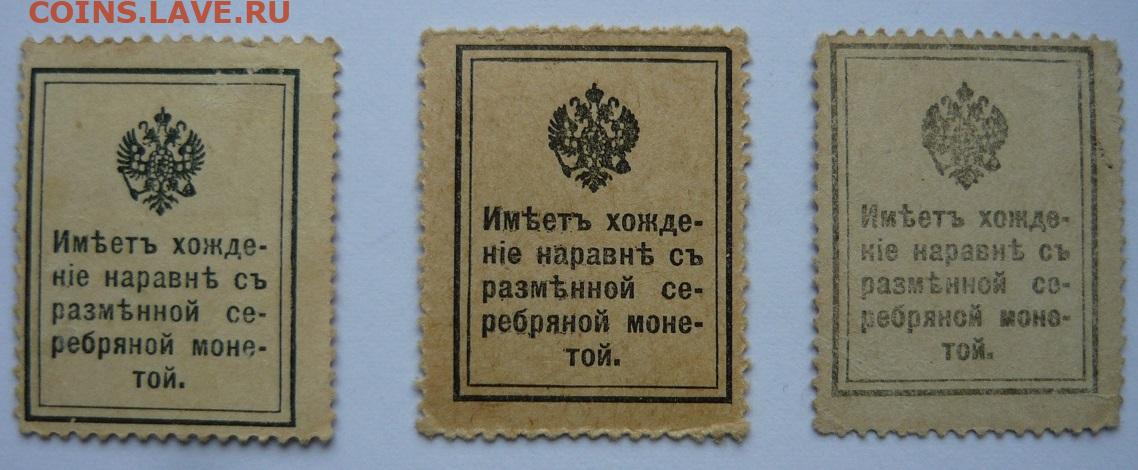 COINS.LAVE.RU
Имѣетъ хожде-
ніе наравнѣ съ
размѣнной се-
ребряной моне-
той.
Имѣетъ хожде-
ніе наравнѣ съ
размѣнной се-
ребряной моне-
той.
Имѣетъ хожде-
ніе наравнѣ съ
размѣнной се-
ребряной моне-
той.